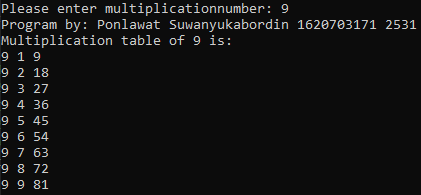 Please enter multiplicationnumber: 9
Program by: Ponlawat Suwanyukabordin 1620703171 2531
Multiplication table of 9 is:
9 1 9
9 2 18
9 3 27
9 4 36
9 5 45
9 6 54
9 7 63
9 8 72
9 9 81